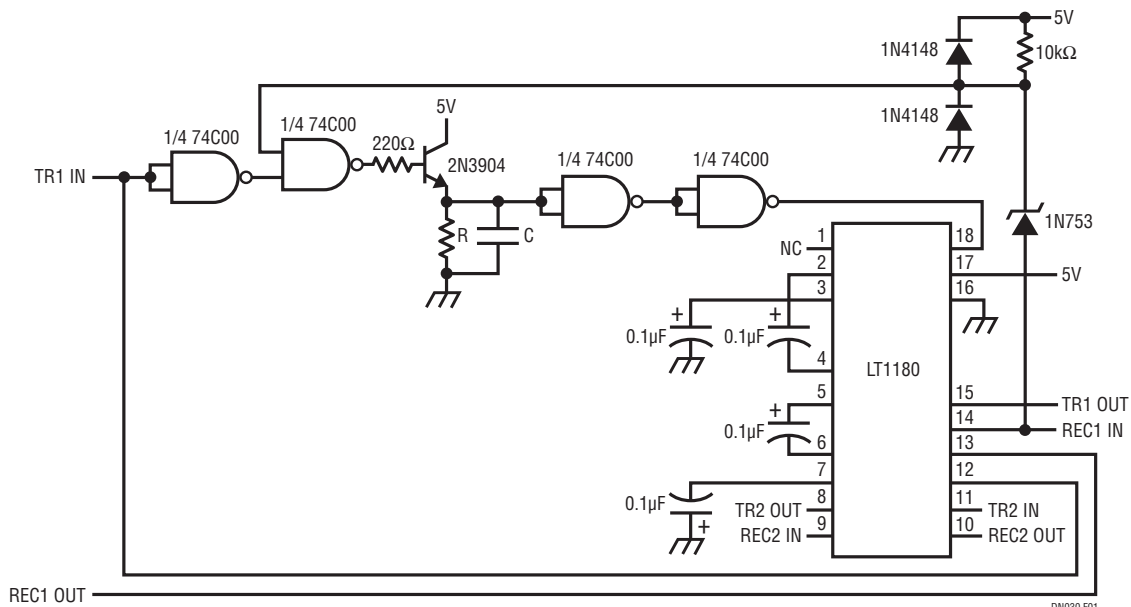 5V
1N4148
10kΩ
1N4148
5V
1/4 74C00
1/4 74C00
220Ω
2N3904
1/4 74C00
1/4 74C00
TR1 IN
R
C
1N753
NC
1
18
2
17
5V
3
16
+
0.1µF
+
0.1µF
4
LT1180
5
15
TR1 OUT
+
0.1µF
14
REC1 IN
6
13
7
12
0.1µF
+
TR2 OUT
8
11
TR2 IN
REC2 IN
9
10
REC2 OUT
REC1 OUT
DN030 F01